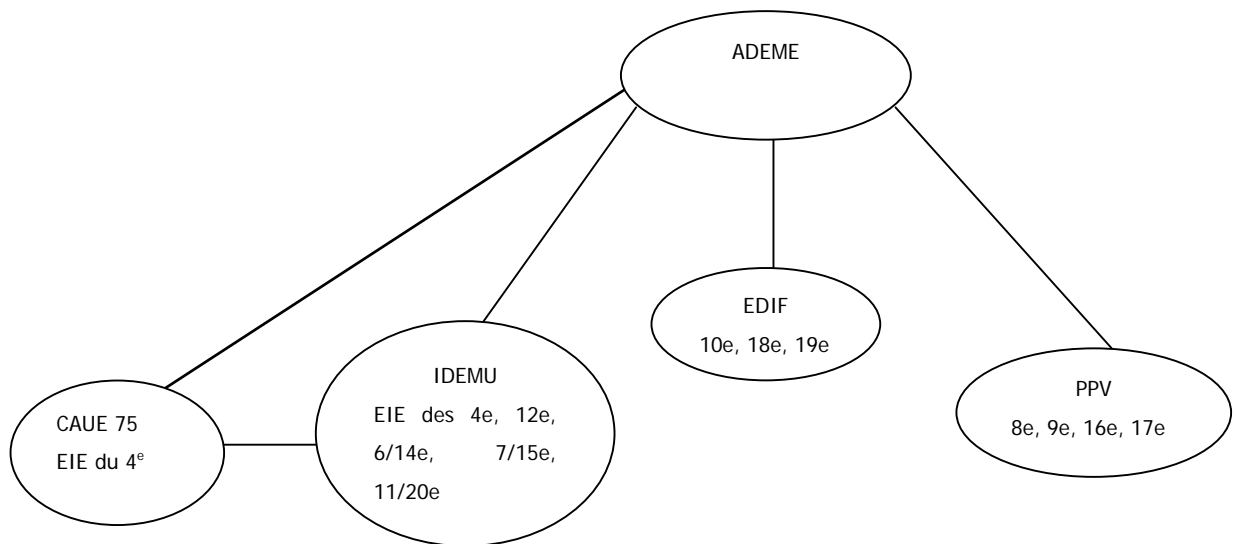 ADEME
EDIF
10e, 18e, 19e
IDEMU
EIE des 4e, 12e,
6/14e, 7/15e,
11/20e
PPV
8e, 9e, 16e, 17e
CAUE 75
EIE du 4e